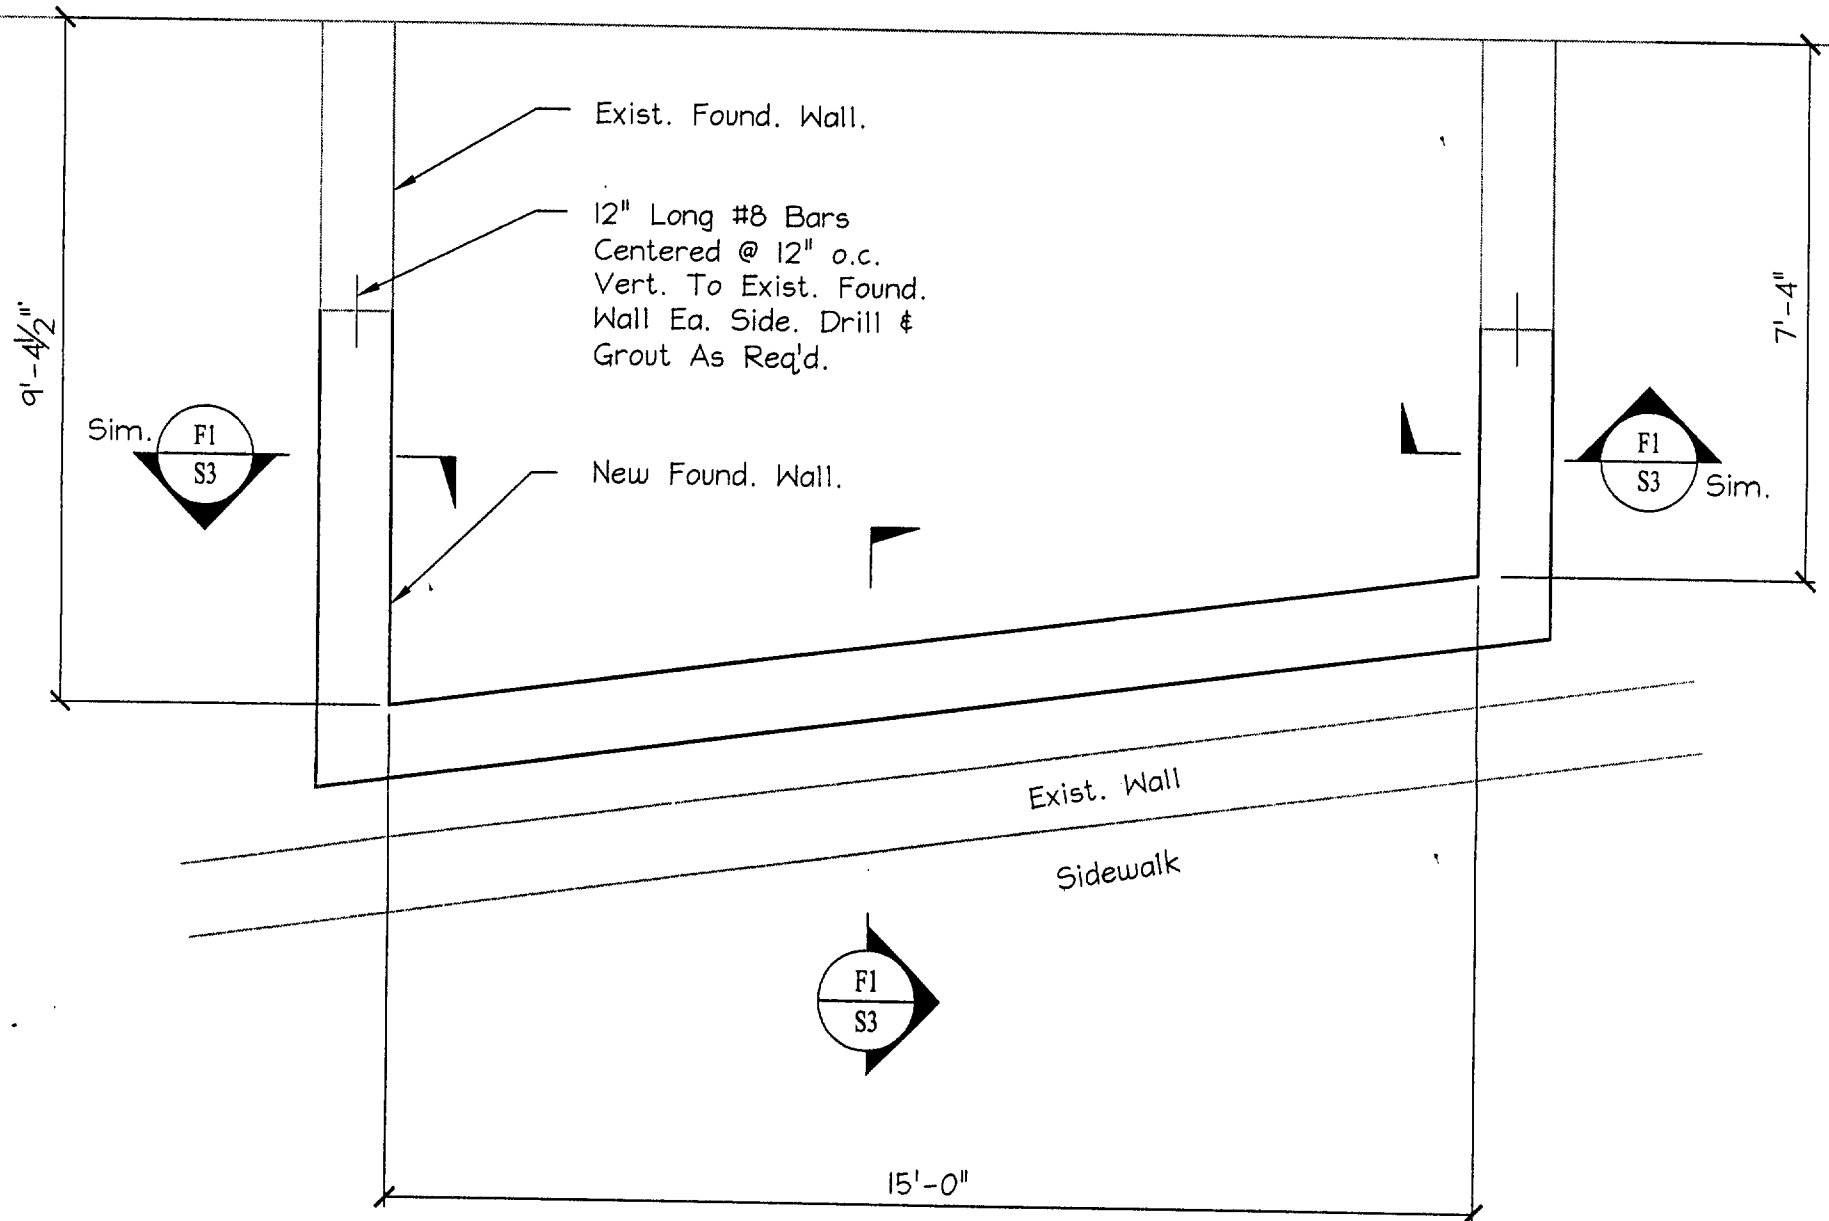 Exist. Found. Wall.
12" Long #8 Bars
Centered @ 12" o.c.
Vert. To Exist. Found.
Wall Ea. Side. Drill &
Grout As Req'd.
9'-4½"'
7'-4"
Sim.
F1
S3
New Found. Wall.
F1
S3
Sim.
Exist. Wall
Sidewalk
F1
S3
15'-0"